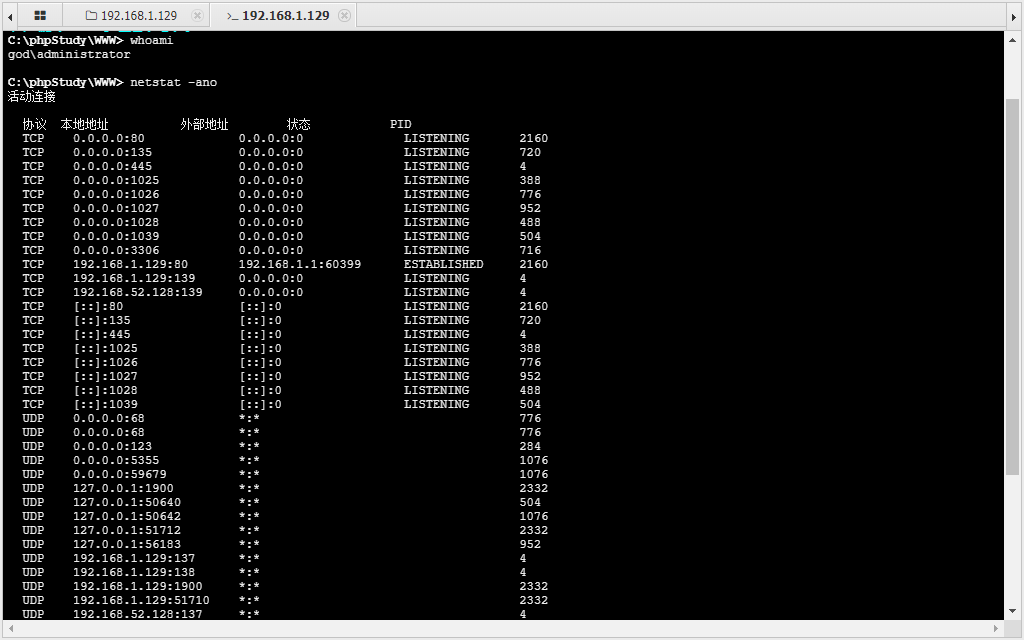 192.168.1.129 192.168.1.129
C:\phpStudy\WWW> whoami
god\administrator
C:\phpStudy\WWW> netstat -ano
活动连接
协议 本地地址 外部地址 状态 PID
TCP 0.0.0.0:80 0.0.0.0:0 LISTENING 2160
TCP 0.0.0.0:135 0.0.0.0:0 LISTENING 720
TCP 0.0.0.0:445 0.0.0.0:0 LISTENING 4
TCP 0.0.0.0:1025 0.0.0.0:0 LISTENING 388
TCP 0.0.0.0:1026 0.0.0.0:0 LISTENING 776
TCP 0.0.0.0:1027 0.0.0.0:0 LISTENING 952
TCP 0.0.0.0:1028 0.0.0.0:0 LISTENING 488
TCP 0.0.0.0:1039 0.0.0.0:0 LISTENING 504
TCP 0.0.0.0:3306 0.0.0.0:0 LISTENING 716
TCP 192.168.1.129:80 192.168.1.1:60399 ESTABLISHED 2160
TCP 192.168.1.129:139 0.0.0.0:0 LISTENING 4
TCP 192.168.52.128:139 0.0.0.0:0 LISTENING 4
TCP [::]:80 [::]:0 LISTENING 2160
TCP [::]:135 [::]:0 LISTENING 720
TCP [::]:445 [::]:0 LISTENING 4
TCP [::]:1025 [::]:0 LISTENING 388
TCP [::]:1026 [::]:0 LISTENING 776
TCP [::]:1027 [::]:0 LISTENING 952
TCP [::]:1028 [::]:0 LISTENING 488
TCP [::]:1039 [::]:0 LISTENING 504
UDP 0.0.0.0:68 *:* 776
UDP 0.0.0.0:68 *:* 776
UDP 0.0.0.0:123 *:* 284
UDP 0.0.0.0:5355 *:* 1076
UDP 0.0.0.0:59679 *:* 1076
UDP 127.0.0.1:1900 *:* 2332
UDP 127.0.0.1:50640 *:* 504
UDP 127.0.0.1:50642 *:* 1076
UDP 127.0.0.1:51712 *:* 2332
UDP 127.0.0.1:56183 *:* 952
UDP 192.168.1.129:137 *:* 4
UDP 192.168.1.129:138 *:* 4
UDP 192.168.1.129:1900 *:* 2332
UDP 192.168.1.129:51710 *:* 2332
UDP 192.168.52.128:137 *:* 4